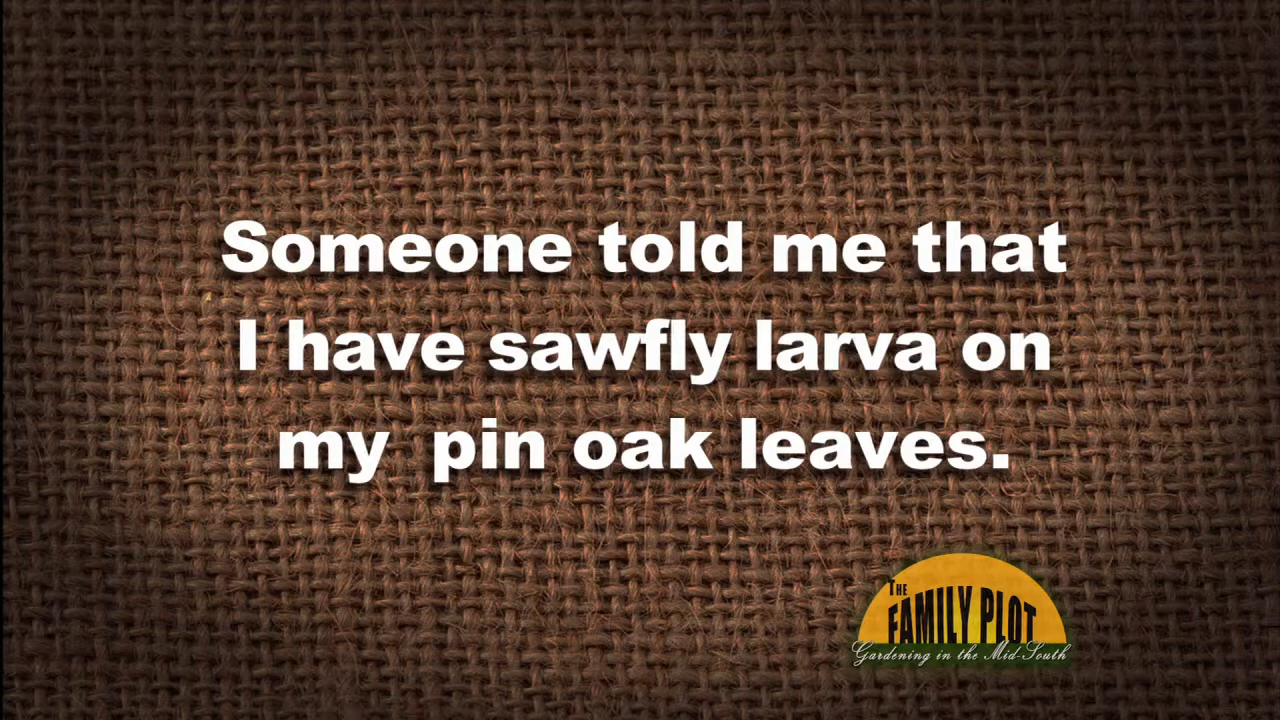 Someone told me that
I have sawfly larva on
my pin oak leaves.
THE
FAMILY PLOT
Gardening in the Mid-South